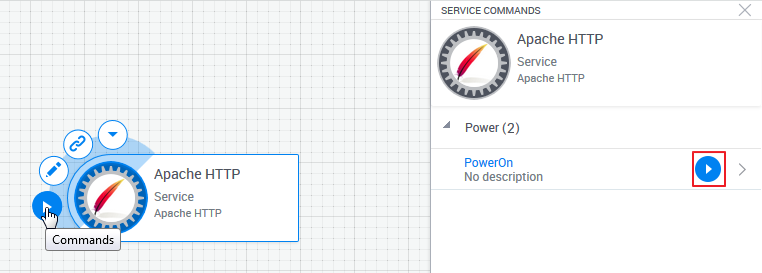 Apache HTTP
Service
Apache HTTP
Commands
SERVICE COMMANDS
Apache HTTP
Service
Apache HTTP
Power (2)
PowerOn
No description